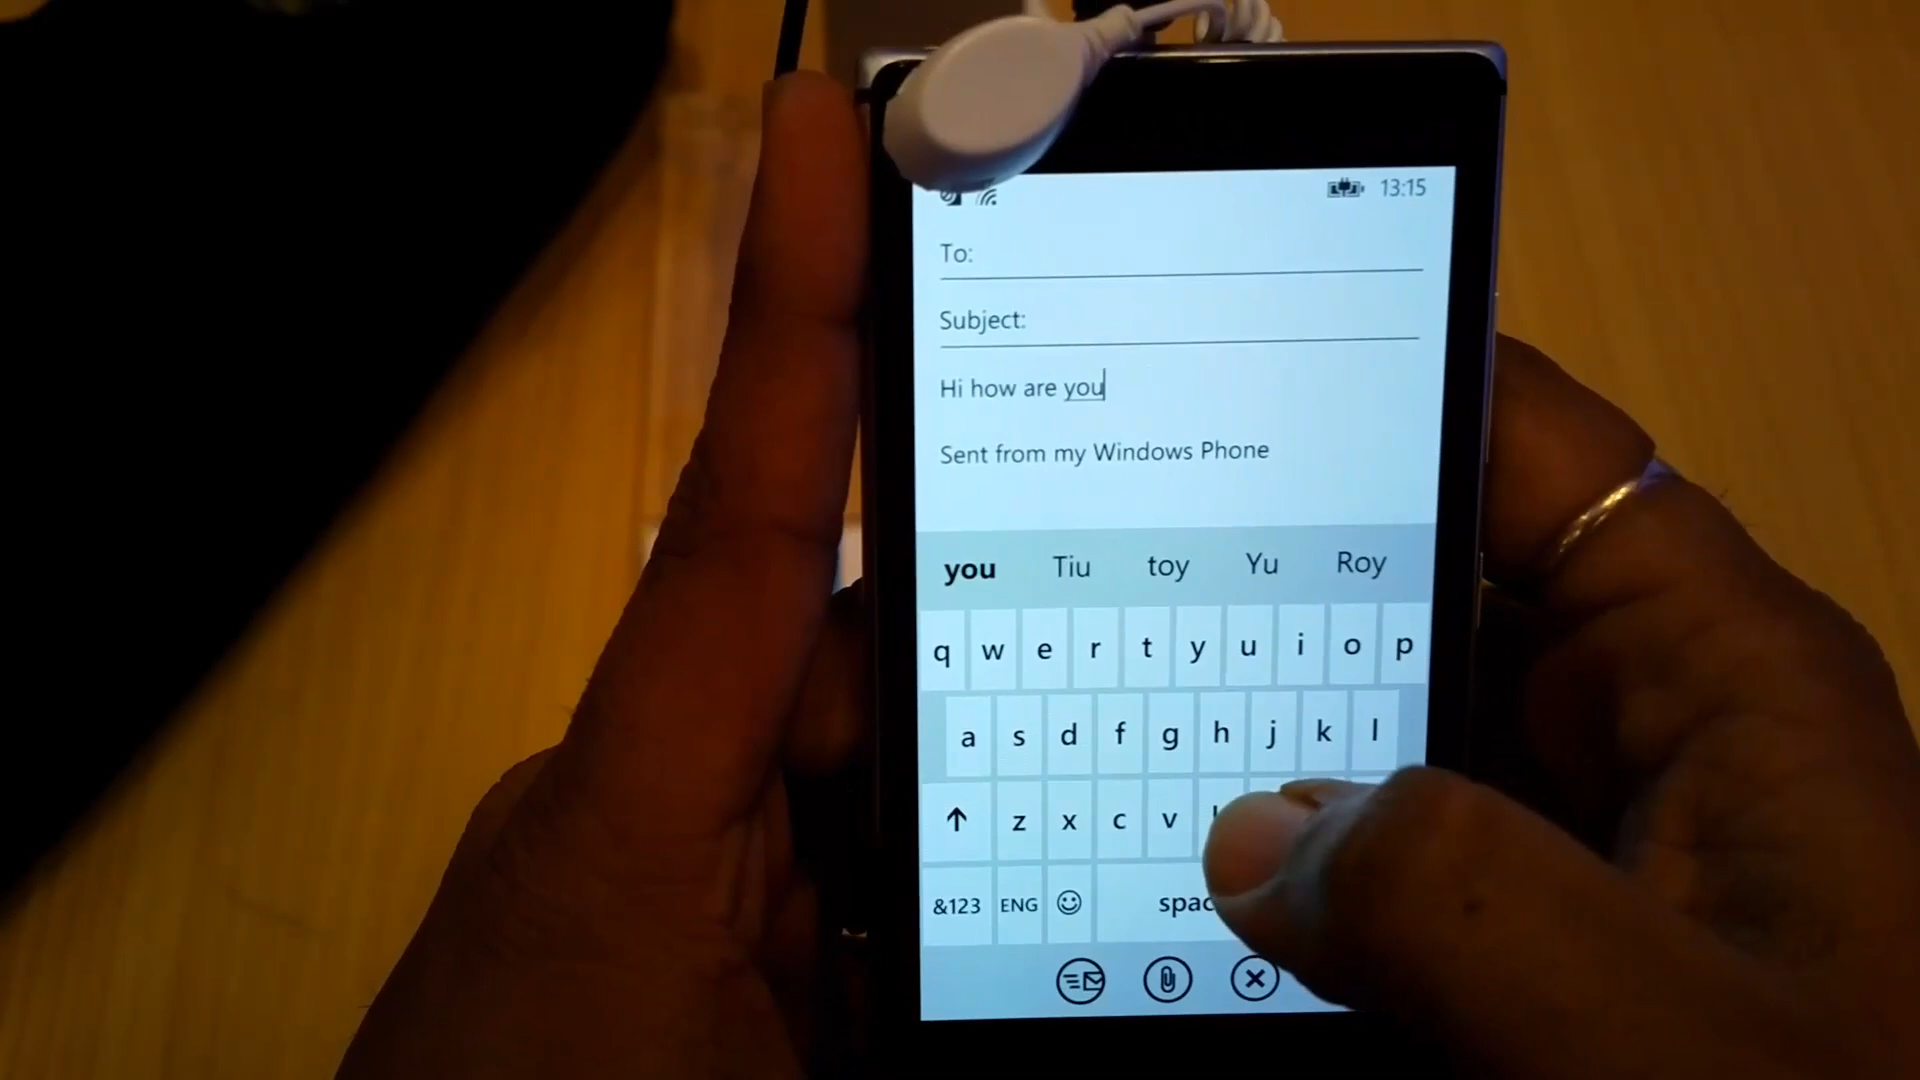 13:15
To:
Subject:
Hi how are you
Sent from my Windows Phone
you Tiu toy Yu Roy
q w e r t y u i o p
a s d f g h j k l
z x c v
&123 ENG